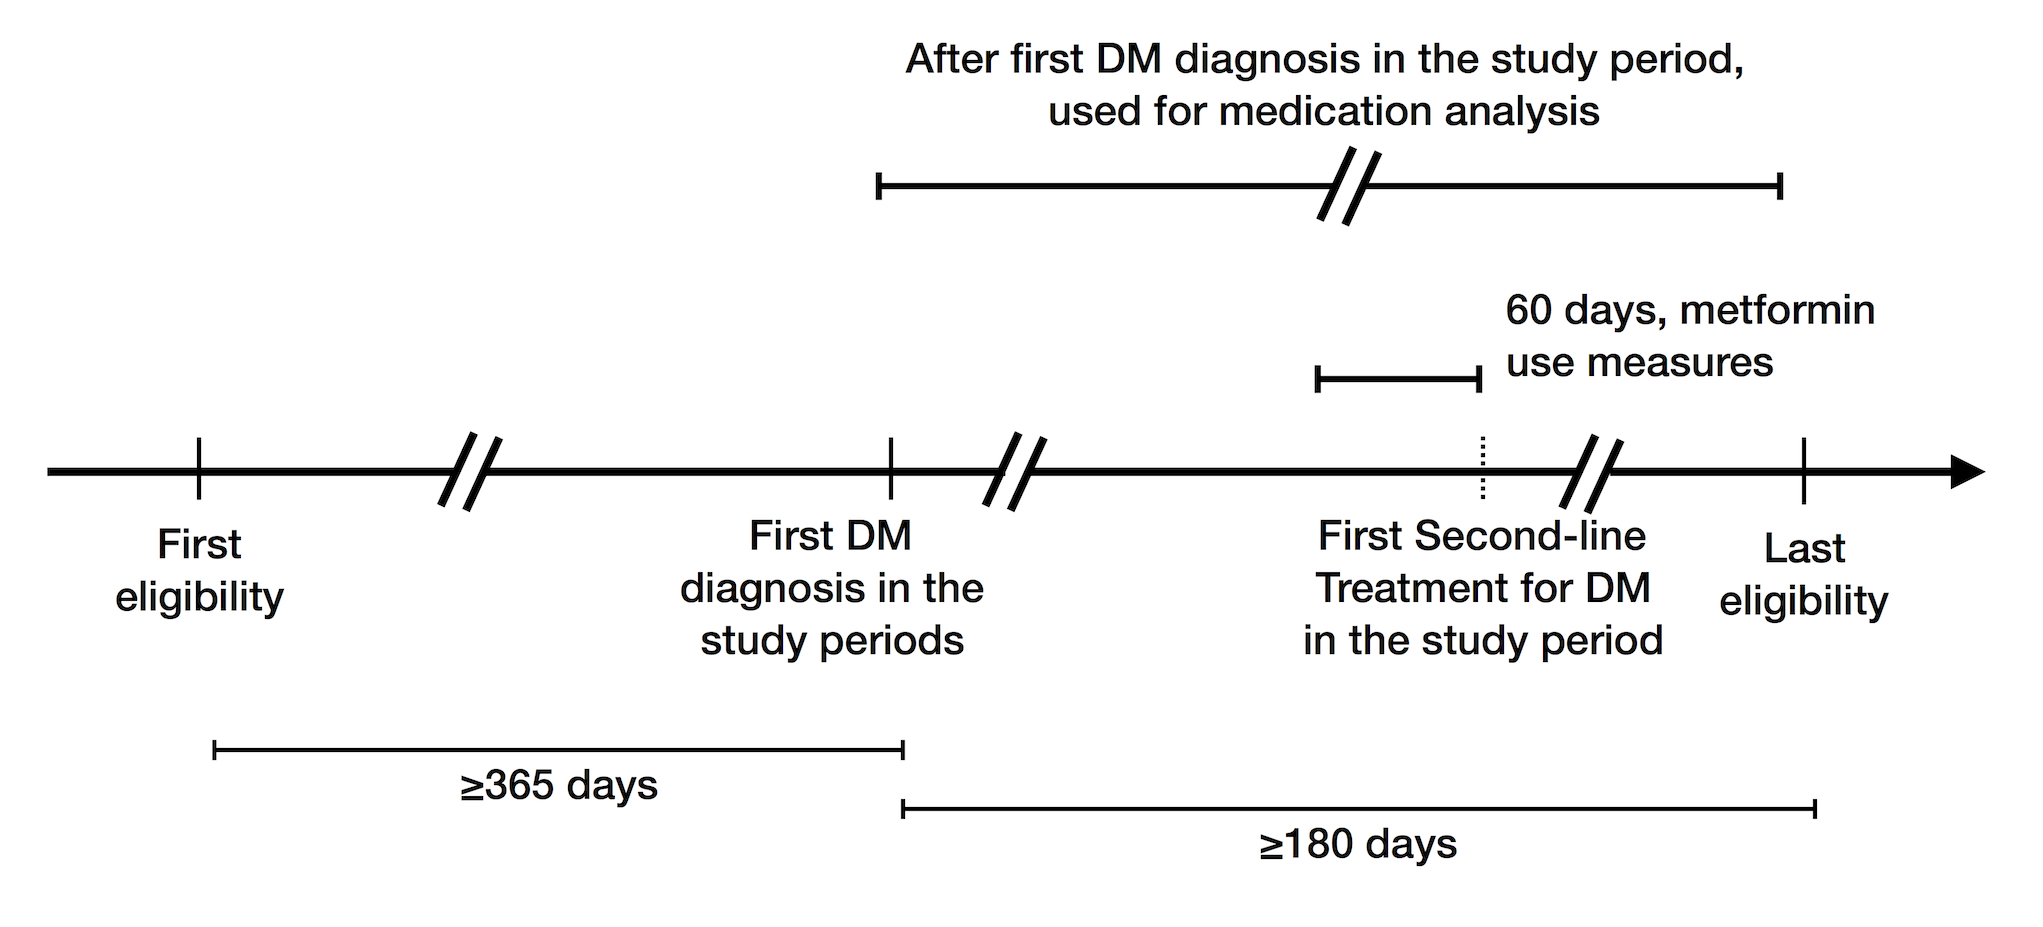 After first DM diagnosis in the study period,
used for medication analysis
60 days, metformin
use measures
First
eligibility
First DM
diagnosis in the
study periods
First Second-line
Treatment for DM
in the study period
Last
eligibility
≥365 days
≥180 days